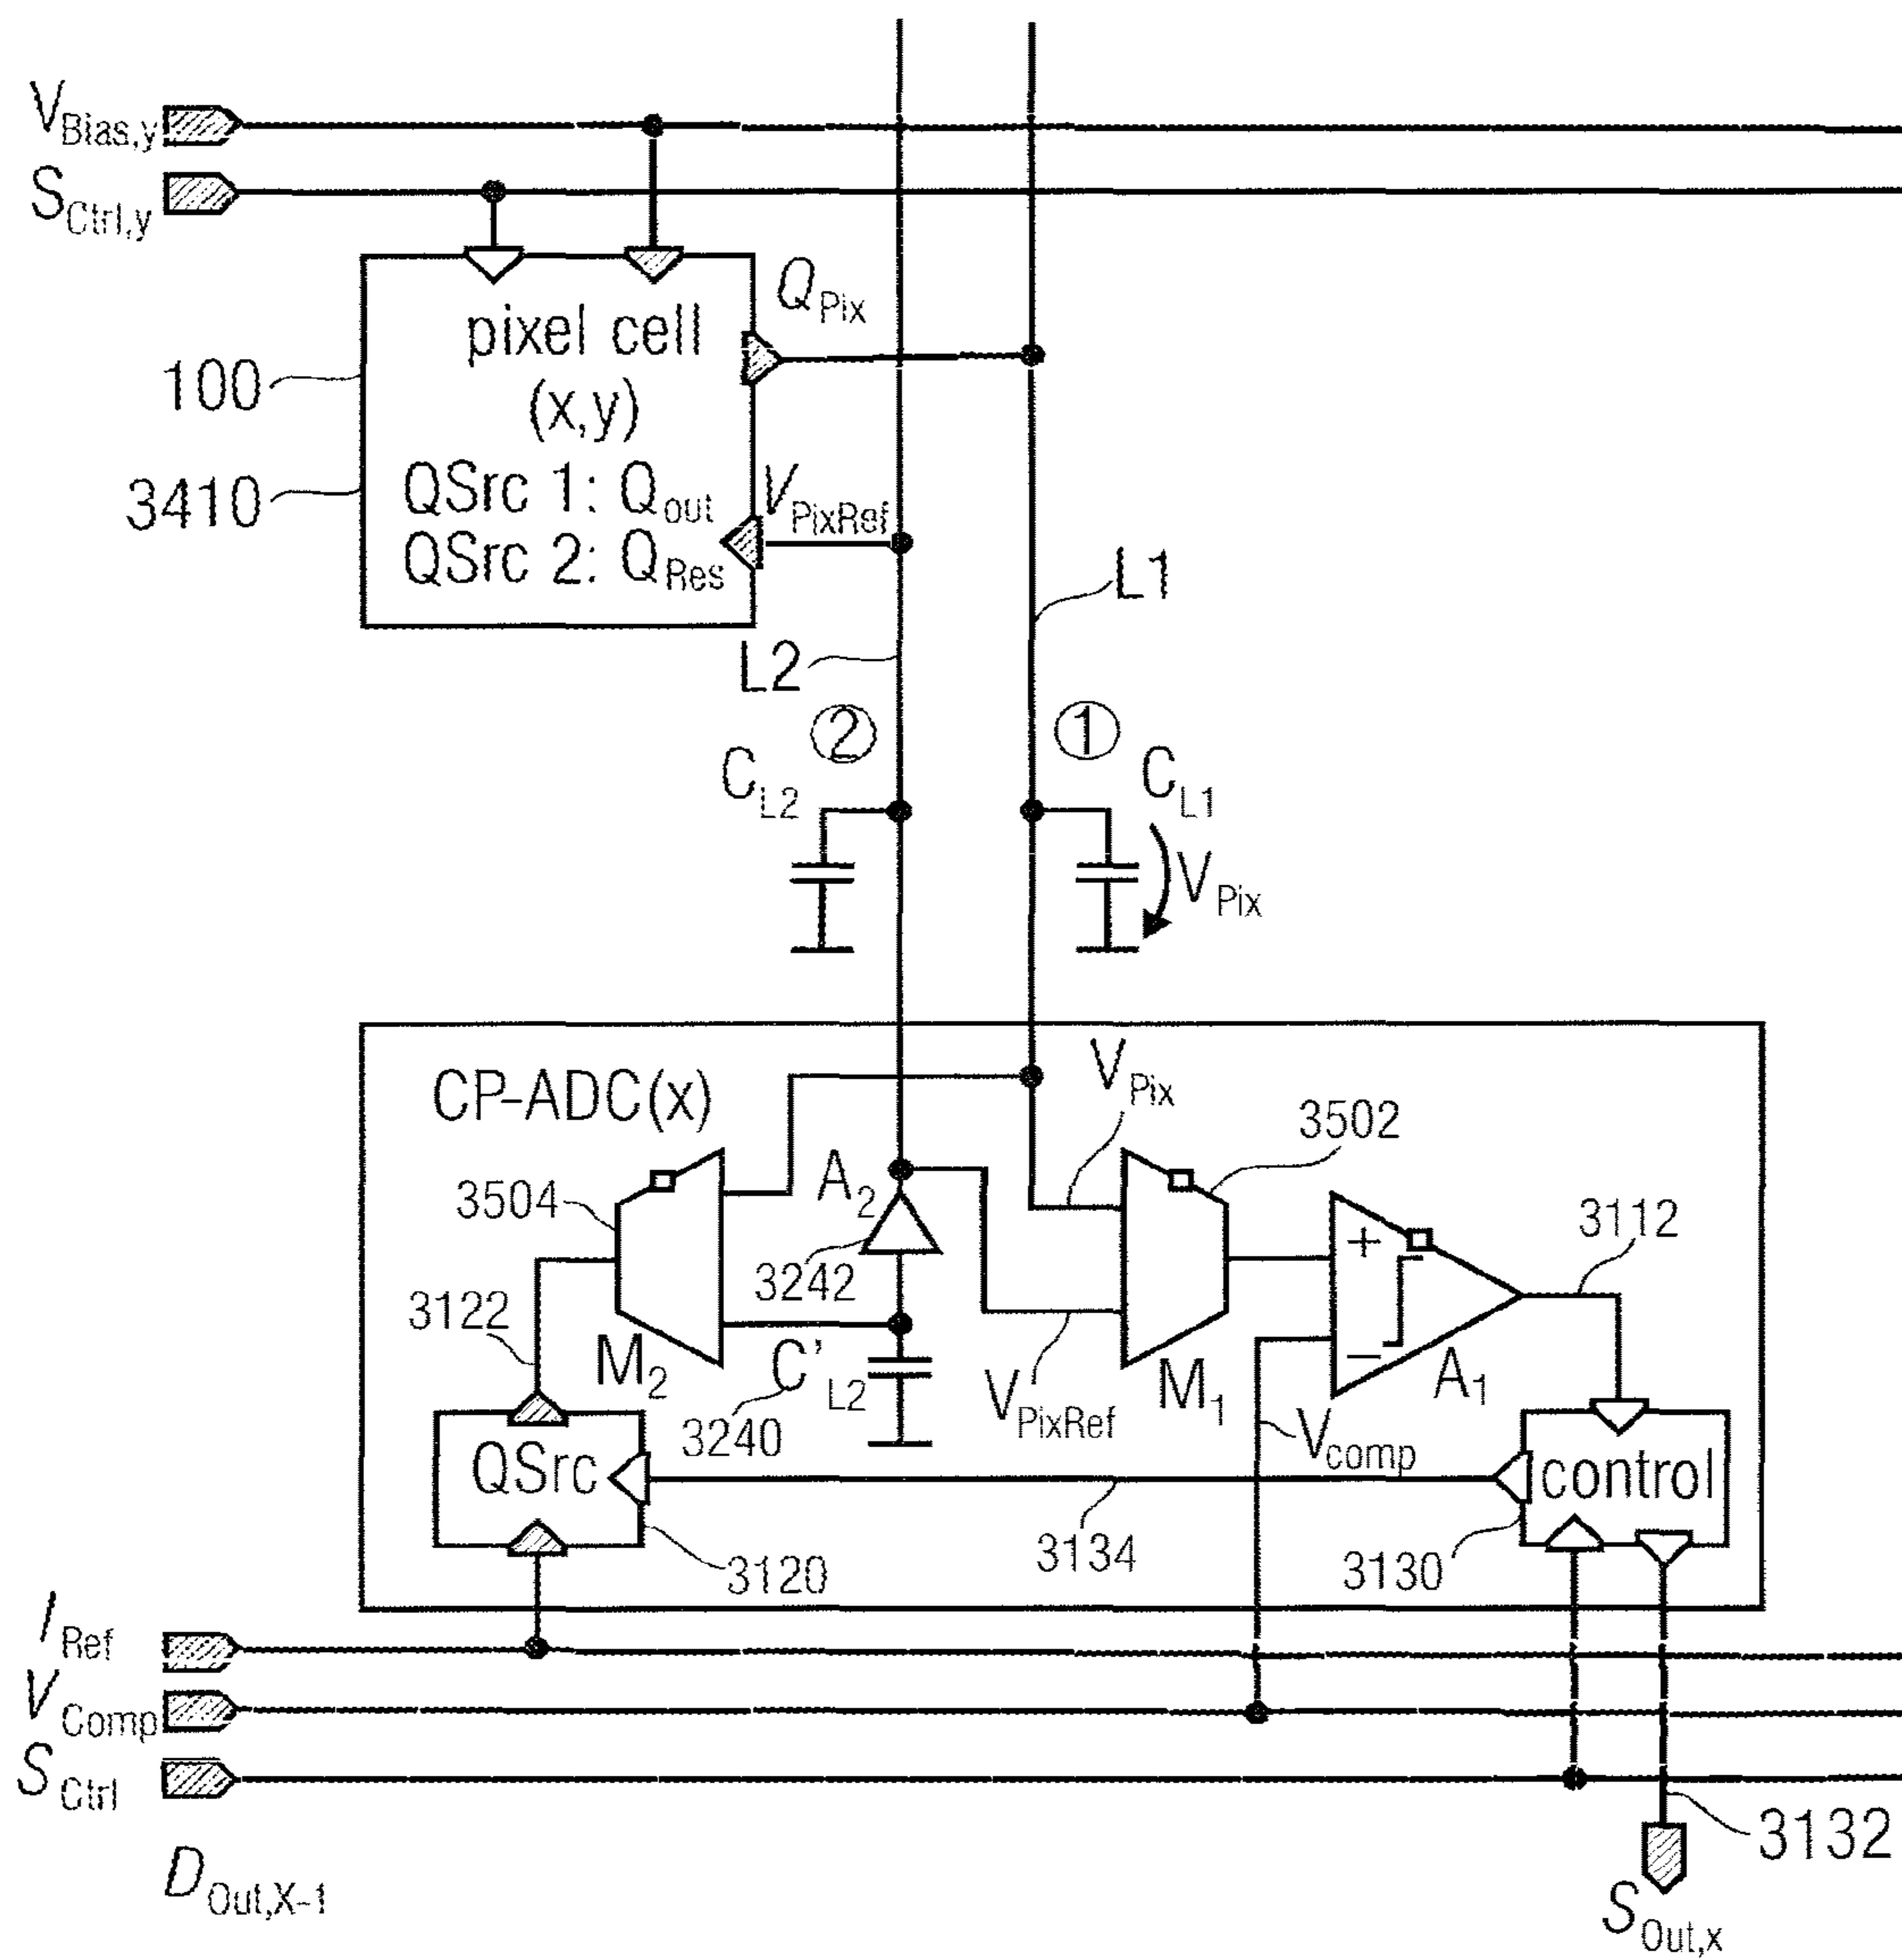 V_Bias,y
S_Ctrl,y
Q_Pix
pixel cell
(x,y)
100
3410
QSrc 1: Q_out
QSrc 2: Q_Res
V_PixRef
L1
L2
② ①
C_L2
C_L1
V_Pix
CP-ADC(x)
V_Pix
3502
3504
A_2
3112
3242
3122
M_2
C'_L2
3240
V_PixRef
M_1
A_1
+
−
V_comp
QSrc
control
3134
3120
3130
I_Ref
V_Comp
S_Ctrl
3132
D_Out,X-1
S_Out,x